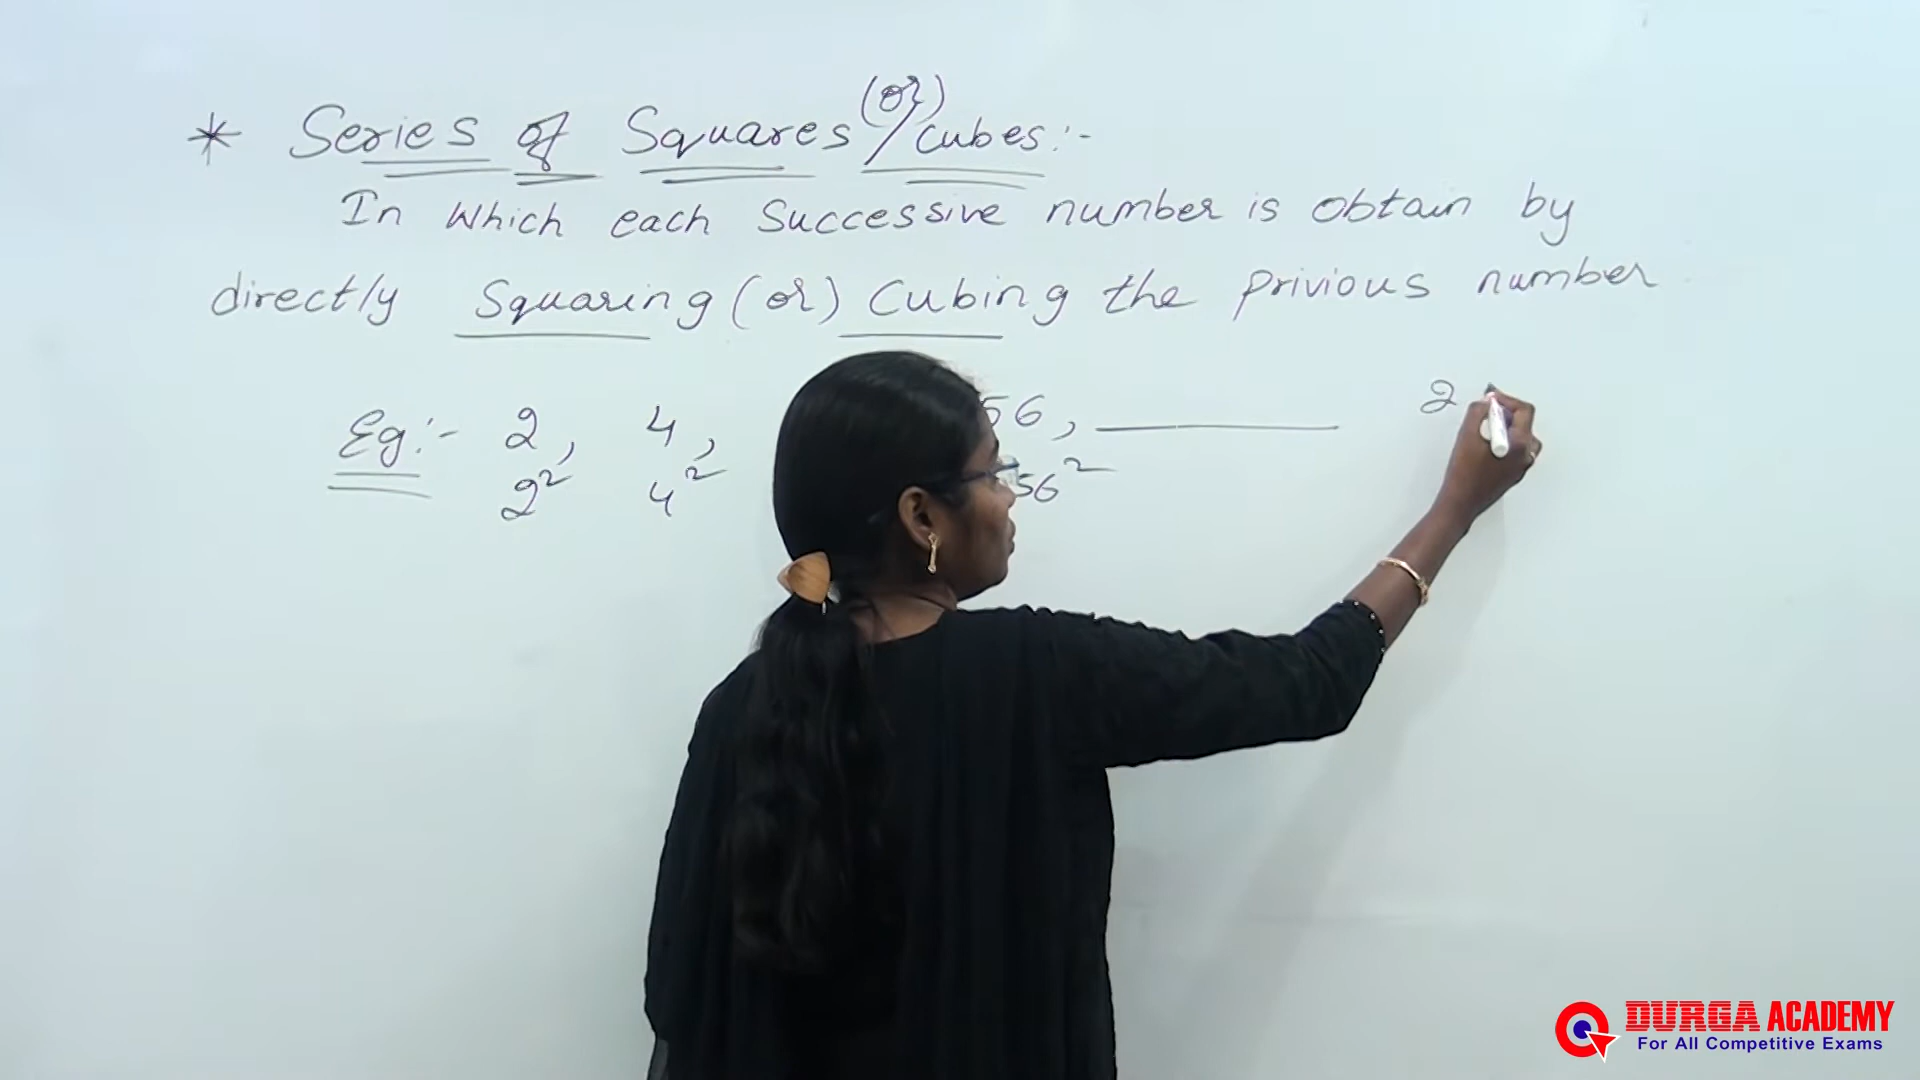 * Series of Squares (or) / cubes :-
In which each successive number is obtain by
directly Squaring (or) Cubing the privious number
Eg:- 2, 4, 56, ______ 2
2² 4² 56²
DURGA ACADEMY
For All Competitive Exams